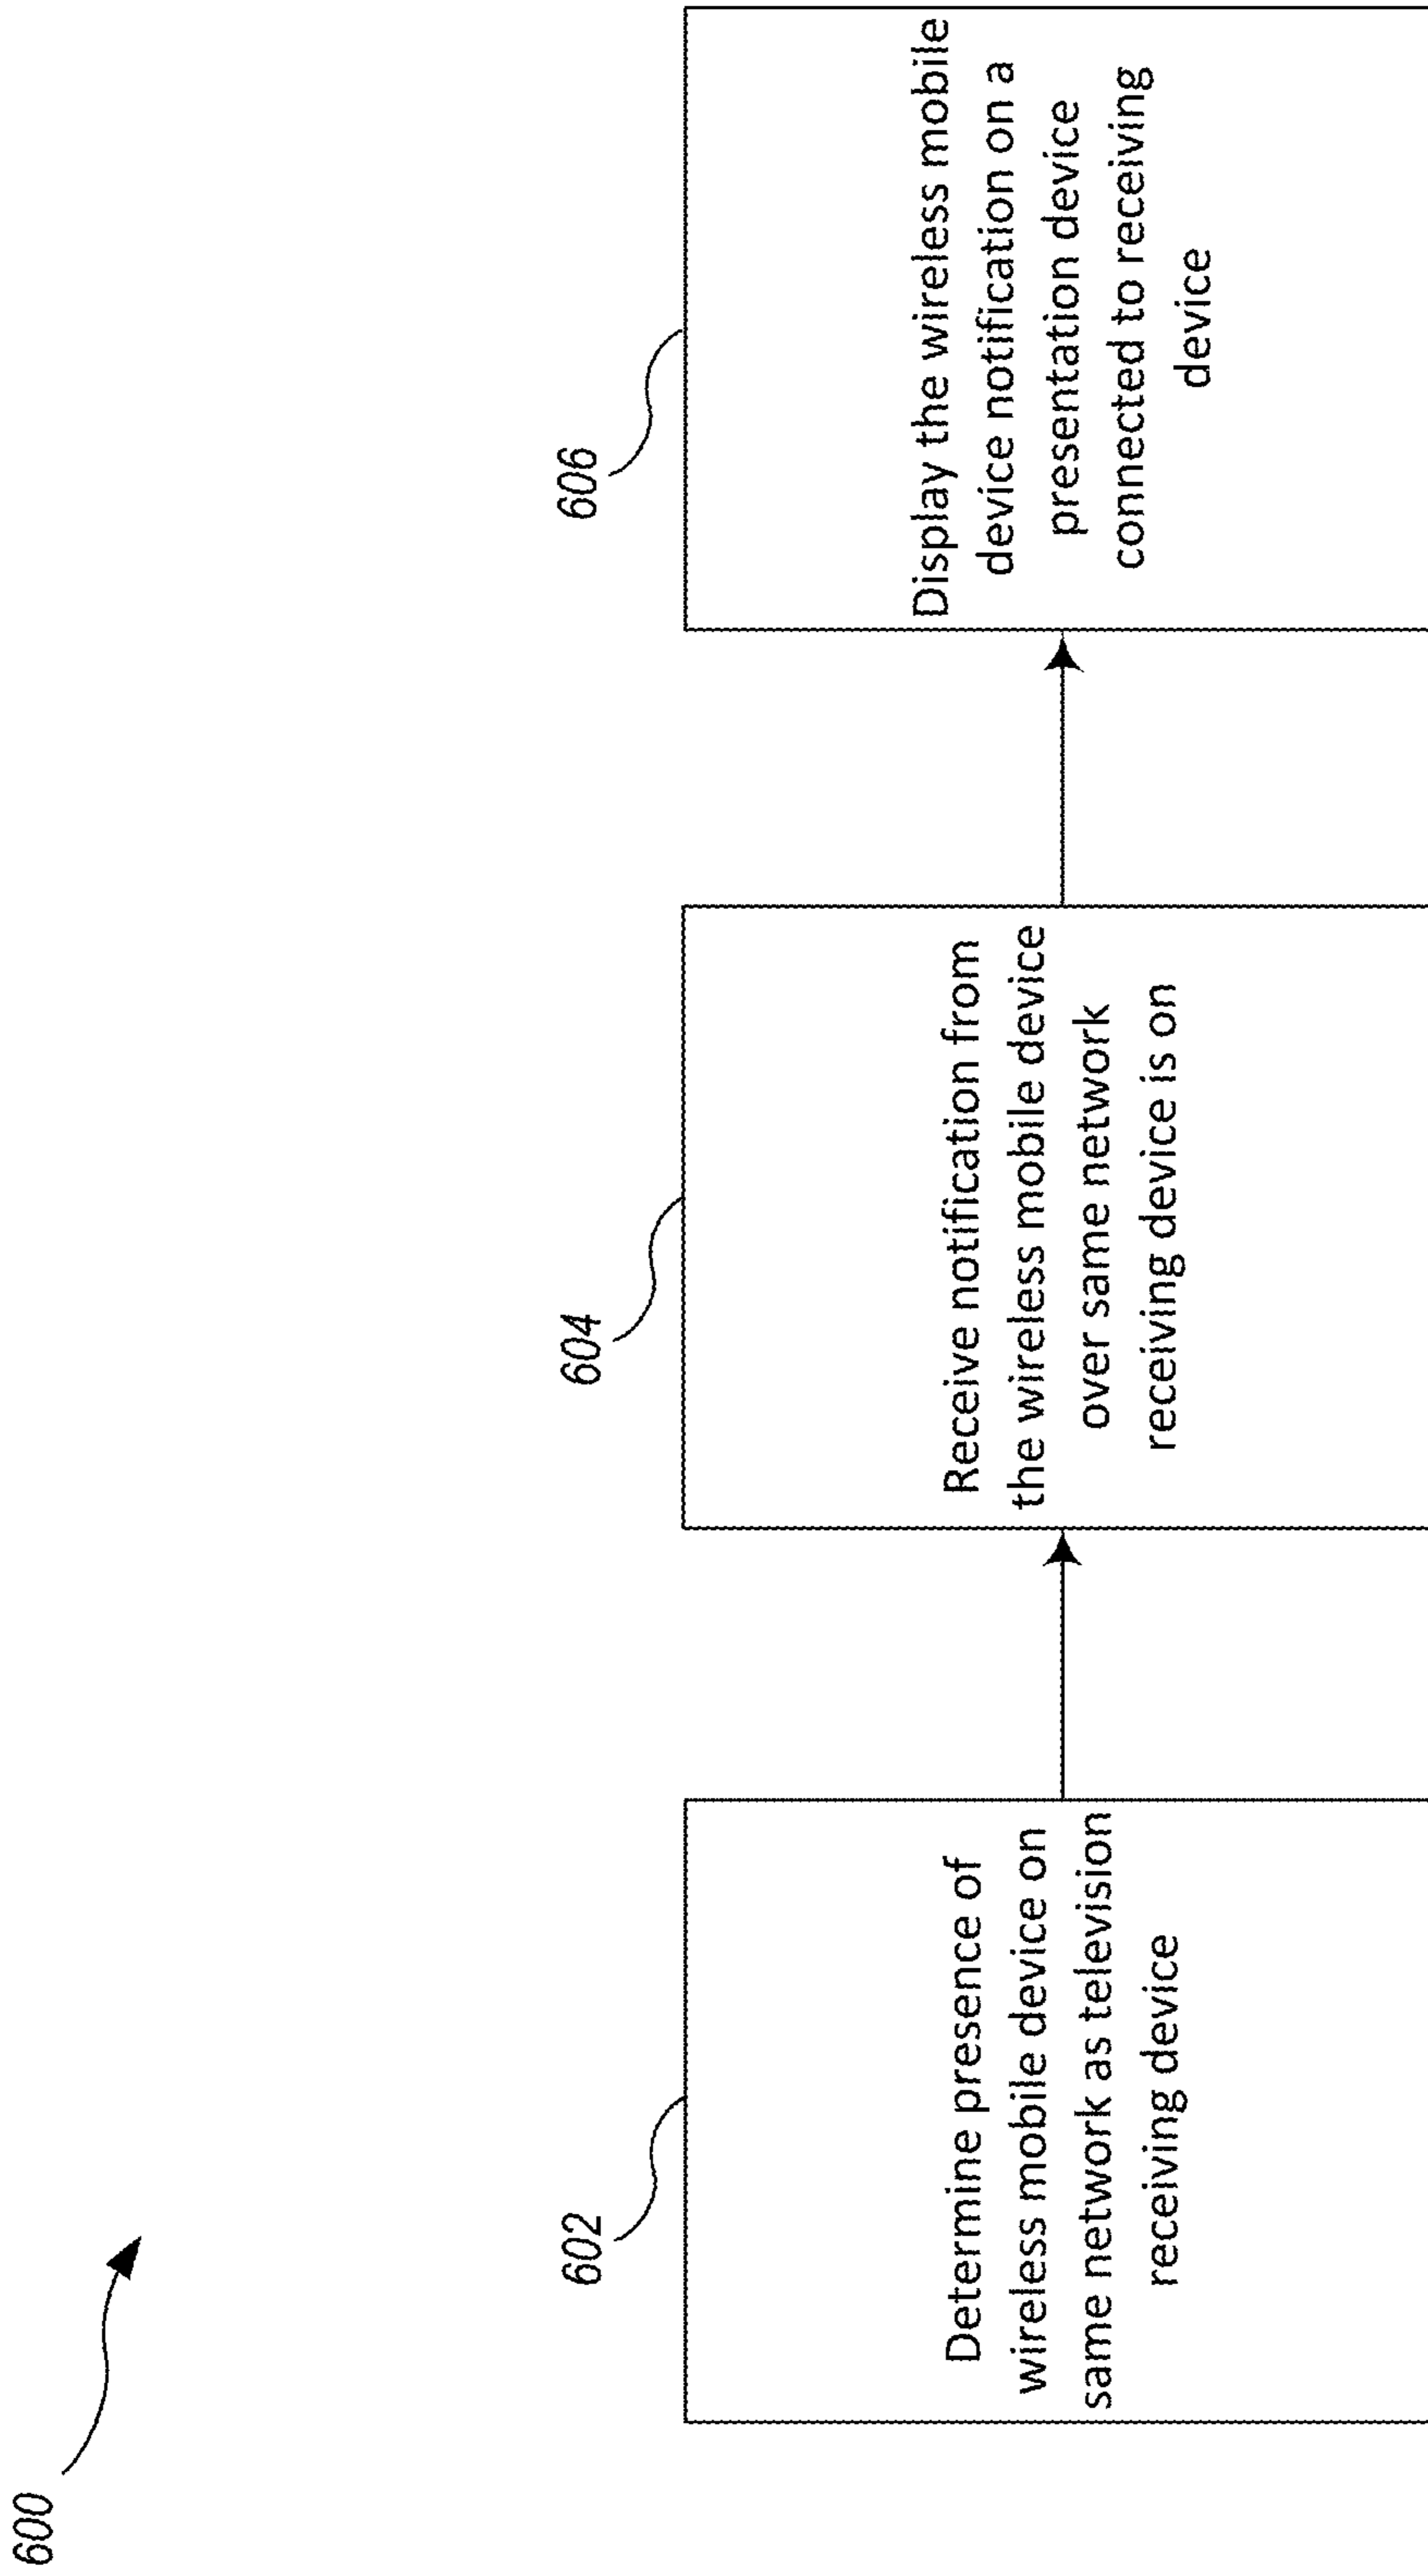 600
602
Determine presence of
wireless mobile device on
same network as television
receiving device
604
Receive notification from
the wireless mobile device
over same network
receiving device is on
606
Display the wireless mobile
device notification on a
presentation device
connected to receiving
device